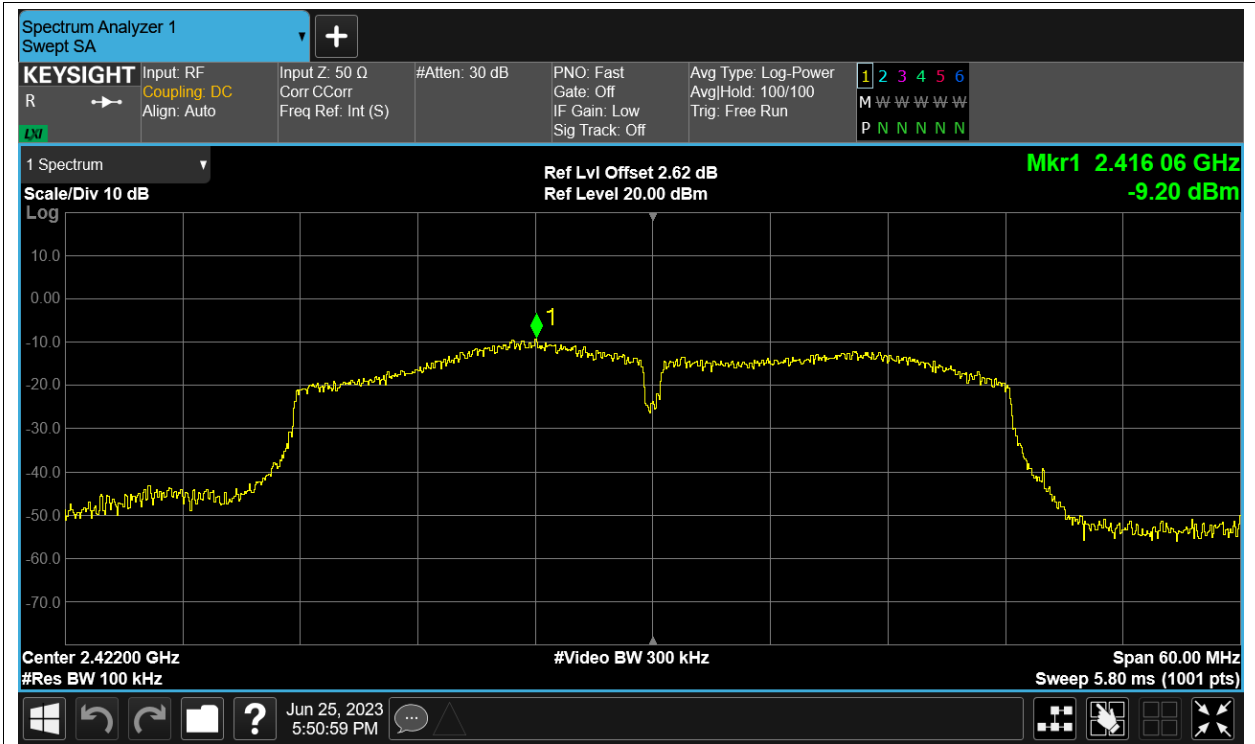 Spectrum Analyzer 1
Swept SA
KEYSIGHT
R
LXI
Input: RF
Coupling: DC
Align: Auto
Input Z: 50 Ω
Corr CCorr
Freq Ref: Int (S)
#Atten: 30 dB
PNO: Fast
Gate: Off
IF Gain: Low
Sig Track: Off
Avg Type: Log-Power
Avg|Hold: 100/100
Trig: Free Run
1 2 3 4 5 6
M W W W W W
P N N N N N
1 Spectrum
Scale/Div 10 dB
Log
Ref Lvl Offset 2.62 dB
Ref Level 20.00 dBm
Mkr1 2.416 06 GHz
-9.20 dBm
10.0
0.00
-10.0
-20.0
-30.0
-40.0
-50.0
-60.0
-70.0
1
Center 2.42200 GHz
#Res BW 100 kHz
#Video BW 300 kHz
Span 60.00 MHz
Sweep 5.80 ms (1001 pts)
?
Jun 25, 2023
5:50:59 PM